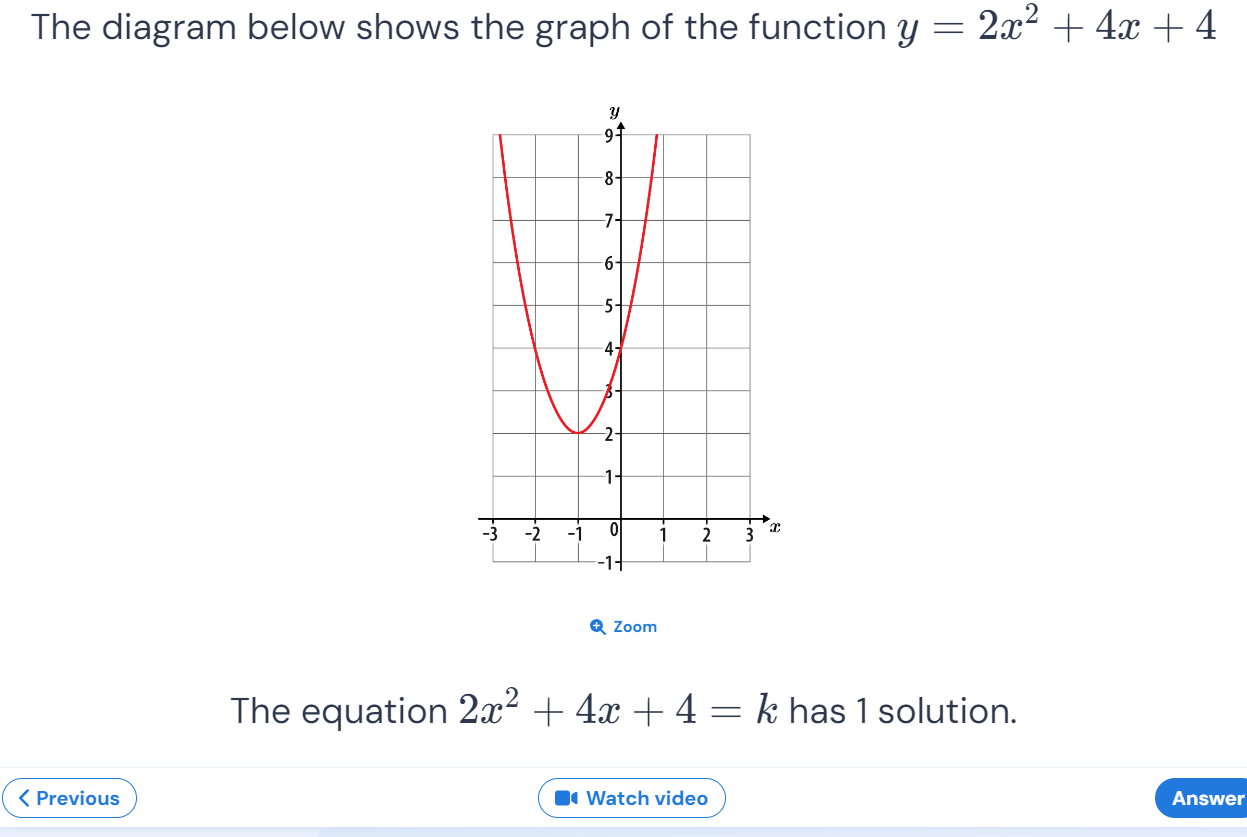 The diagram below shows the graph of the function y = 2x² + 4x + 4
y
9
8
7
6
5
4
3
2
1
-3 -2 -1 0 1 2 3 x
-1
Zoom
The equation 2x² + 4x + 4 = k has 1 solution.
Previous Watch video Answer